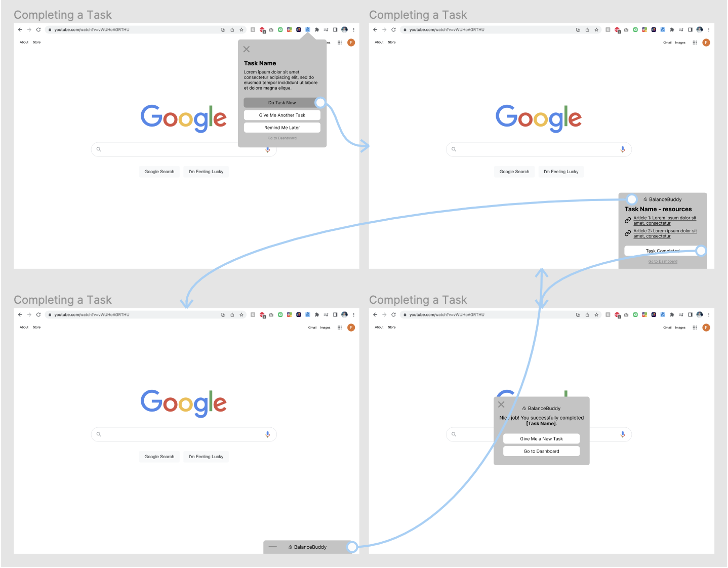 Completing a Task
About Store
Task Name
Lorem ipsum dolor sit amet
consectetur adipiscing elit, sed do
eiusmod tempor incididunt ut labore
et dolore magna aliqua
Do Task Now
Give Me Another Task
Remind Me Later
Google
Google Search I'm Feeling Lucky
Completing a Task
About Store
Gmail Images
Google
Google Search I'm Feeling Lucky
BalanceBuddy
Task Name - resources
Article 1-Lorem ipsum dolor sit
amet, consectetur
Article 2-Lorem ipsum dolor sit
amet, consectetur
Task Completed
Completing a Task
About Store
Gmail Images
Google
Google Search I'm Feeling Lucky
BalanceBuddy
Completing a Task
About Store
Gmail Images
BalanceBuddy
Nice job! You successfully completed
[Task Name].
Give Me a New Task
Go to Dashboard